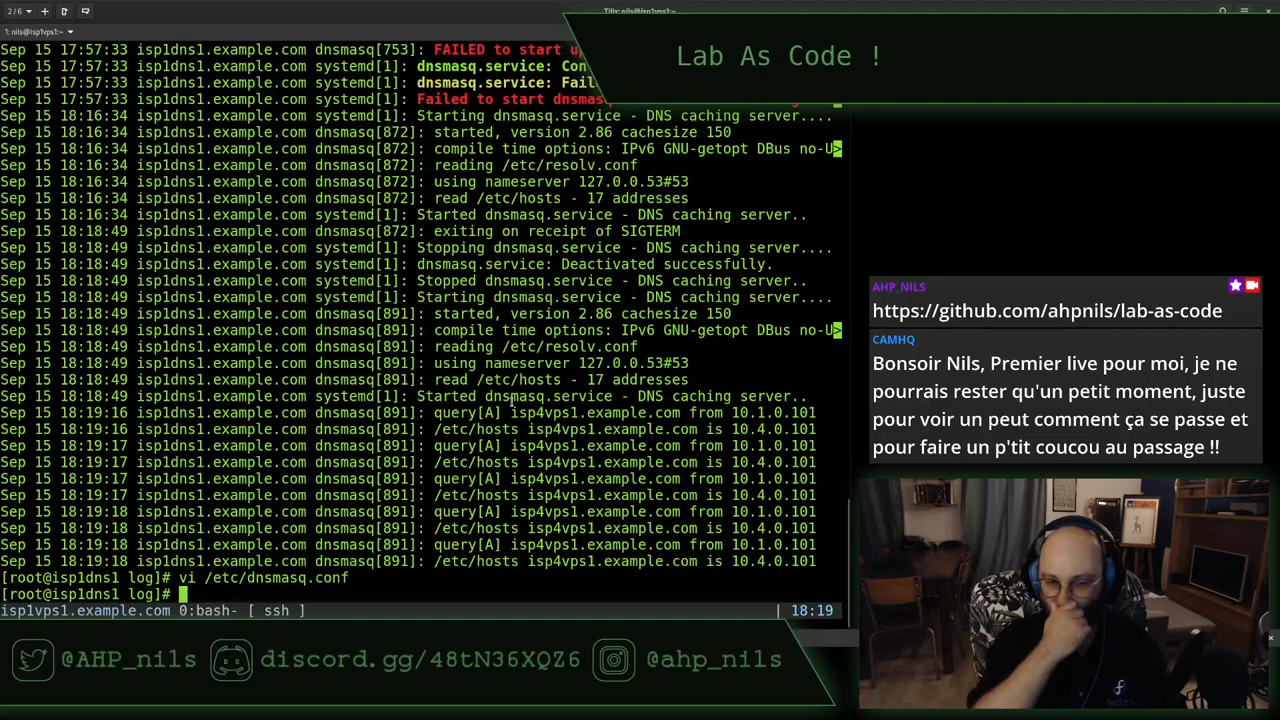 2/6
Tilix: nils@isp1vps1:~
1: nils@isp1vps1:~
Lab As Code !
Sep 15 17:57:33 isp1dns1.example.com dnsmasq[753]: FAILED to start u
Sep 15 17:57:33 isp1dns1.example.com systemd[1]: dnsmasq.service: Con
Sep 15 17:57:33 isp1dns1.example.com systemd[1]: dnsmasq.service: Fail
Sep 15 17:57:33 isp1dns1.example.com systemd[1]: Failed to start dnsmas
Sep 15 18:16:34 isp1dns1.example.com systemd[1]: Starting dnsmasq.service - DNS caching server....
Sep 15 18:16:34 isp1dns1.example.com dnsmasq[872]: started, version 2.86 cachesize 150
Sep 15 18:16:34 isp1dns1.example.com dnsmasq[872]: compile time options: IPv6 GNU-getopt DBus no-U>
Sep 15 18:16:34 isp1dns1.example.com dnsmasq[872]: reading /etc/resolv.conf
Sep 15 18:16:34 isp1dns1.example.com dnsmasq[872]: using nameserver 127.0.0.53#53
Sep 15 18:16:34 isp1dns1.example.com dnsmasq[872]: read /etc/hosts - 17 addresses
Sep 15 18:16:34 isp1dns1.example.com systemd[1]: Started dnsmasq.service - DNS caching server..
Sep 15 18:18:49 isp1dns1.example.com dnsmasq[872]: exiting on receipt of SIGTERM
Sep 15 18:18:49 isp1dns1.example.com systemd[1]: Stopping dnsmasq.service - DNS caching server....
Sep 15 18:18:49 isp1dns1.example.com systemd[1]: dnsmasq.service: Deactivated successfully.
Sep 15 18:18:49 isp1dns1.example.com systemd[1]: Stopped dnsmasq.service - DNS caching server..
Sep 15 18:18:49 isp1dns1.example.com systemd[1]: Starting dnsmasq.service - DNS caching server....
Sep 15 18:18:49 isp1dns1.example.com dnsmasq[891]: started, version 2.86 cachesize 150
Sep 15 18:18:49 isp1dns1.example.com dnsmasq[891]: compile time options: IPv6 GNU-getopt DBus no-U>
Sep 15 18:18:49 isp1dns1.example.com dnsmasq[891]: reading /etc/resolv.conf
Sep 15 18:18:49 isp1dns1.example.com dnsmasq[891]: using nameserver 127.0.0.53#53
Sep 15 18:18:49 isp1dns1.example.com dnsmasq[891]: read /etc/hosts - 17 addresses
Sep 15 18:18:49 isp1dns1.example.com systemd[1]: Started dnsmasq.service - DNS caching server..
Sep 15 18:19:16 isp1dns1.example.com dnsmasq[891]: query[A] isp4vps1.example.com from 10.1.0.101
Sep 15 18:19:16 isp1dns1.example.com dnsmasq[891]: /etc/hosts isp4vps1.example.com is 10.4.0.101
Sep 15 18:19:17 isp1dns1.example.com dnsmasq[891]: query[A] isp4vps1.example.com from 10.1.0.101
Sep 15 18:19:17 isp1dns1.example.com dnsmasq[891]: /etc/hosts isp4vps1.example.com is 10.4.0.101
Sep 15 18:19:17 isp1dns1.example.com dnsmasq[891]: query[A] isp4vps1.example.com from 10.1.0.101
Sep 15 18:19:17 isp1dns1.example.com dnsmasq[891]: /etc/hosts isp4vps1.example.com is 10.4.0.101
Sep 15 18:19:18 isp1dns1.example.com dnsmasq[891]: query[A] isp4vps1.example.com from 10.1.0.101
Sep 15 18:19:18 isp1dns1.example.com dnsmasq[891]: /etc/hosts isp4vps1.example.com is 10.4.0.101
Sep 15 18:19:18 isp1dns1.example.com dnsmasq[891]: query[A] isp4vps1.example.com from 10.1.0.101
Sep 15 18:19:18 isp1dns1.example.com dnsmasq[891]: /etc/hosts isp4vps1.example.com is 10.4.0.101
[root@isp1dns1 log]# vi /etc/dnsmasq.conf
[root@isp1dns1 log]#
isp1vps1.example.com 0:bash- [ ssh ] | 18:19
AHP_NILS
https://github.com/ahpnils/lab-as-code
CAMHQ
Bonsoir Nils, Premier live pour moi, je ne
pourrais rester qu'un petit moment, juste
pour voir un peut comment ça se passe et
pour faire un p'tit coucou au passage !!
@AHP_nils discord.gg/48tN36XQZ6 @ahp_nils
fedora